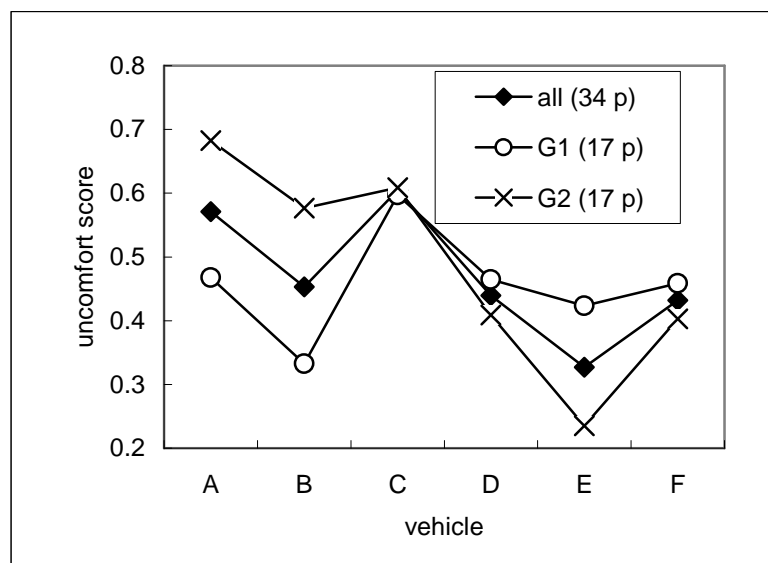 0.8
0.7
0.6
0.5
0.4
0.3
0.2
uncomfort score
all (34 p)
G1 (17 p)
G2 (17 p)
A B C D E F
vehicle